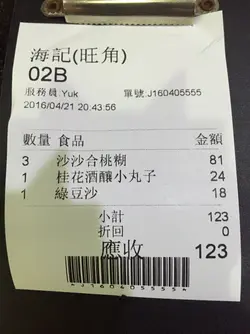 海記(旺角)
02B
服務員 Yuk 單號 J160405555
2016/04/21 20.43.56
數量 食品 金額
3 沙沙合桃糊 81
1 桂花酒釀小丸子 24
1 綠豆沙 18
小計 123
折回 0
應收 123
*J160405555*